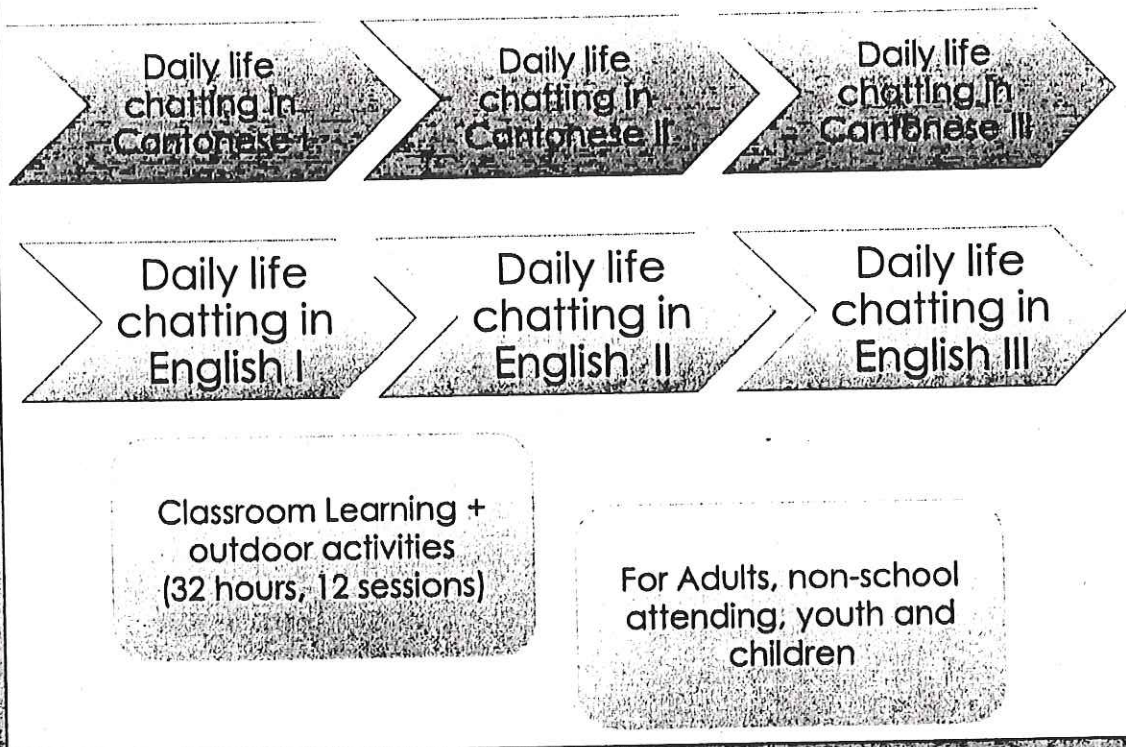 Daily life
chatting in
Cantonese I
Daily life
chatting in
Cantonese II
Daily life
chatting in
Cantonese III
Daily life
chatting in
English I
Daily life
chatting in
English II
Daily life
chatting in
English III
Classroom Learning +
outdoor activities
(32 hours, 12 sessions)
For Adults, non-school
attending, youth and
children